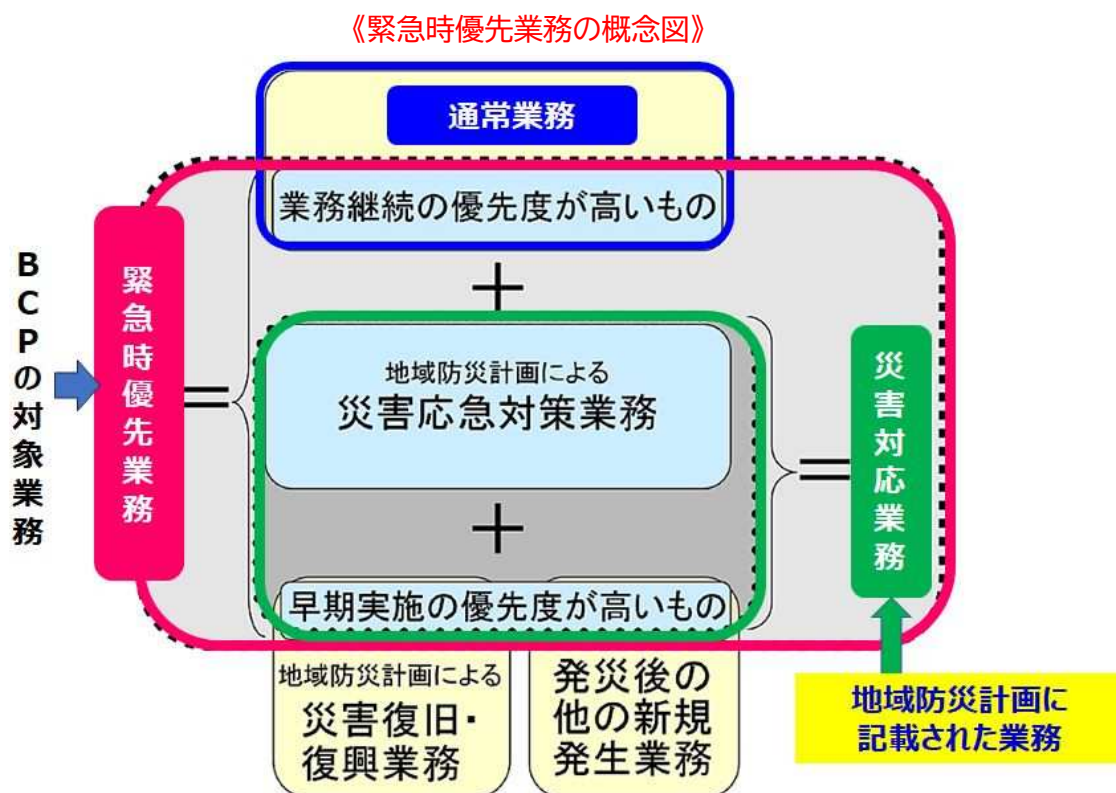 《緊急時優先業務の概念図》
通常業務
業務継続の優先度が高いもの
＋
BCPの対象業務
緊急時優先業務
＝
地域防災計画による
災害応急対策業務
＝
災害対応業務
＋
早期実施の優先度が高いもの
地域防災計画による
災害復旧・
復興業務
発災後の
他の新規
発生業務
地域防災計画に
記載された業務